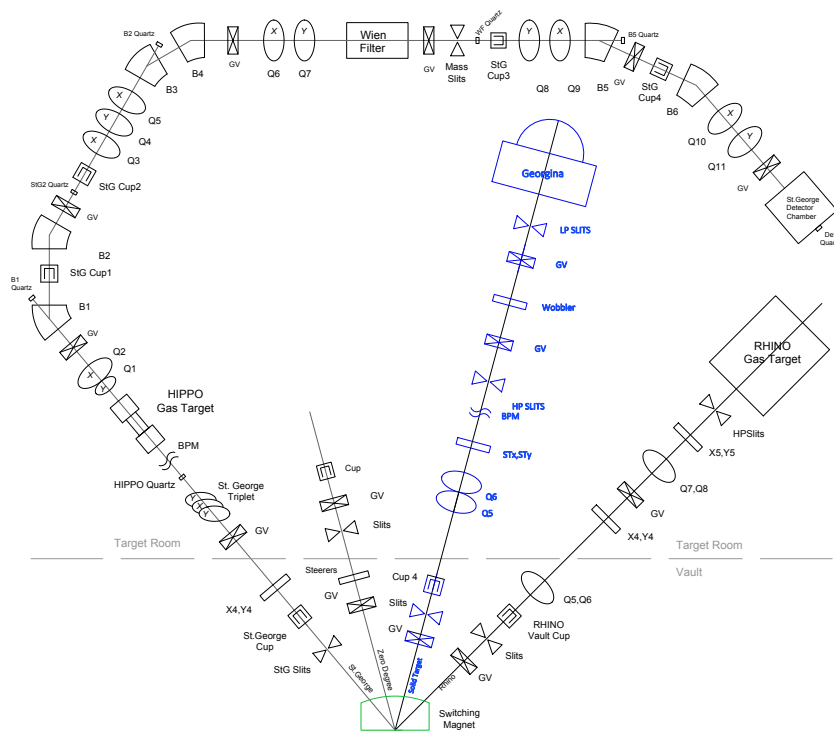 B2 Quartz
B3
B4
GV
X
Q6
Y
Q7
Wien
Filter
GV
Mass
Slits
WF Quartz
StG
Cup3
Y
Q8
X
Q9
B5
B5 Quartz
GV
StG
Cup4
B6
X
Q10
Y
Q11
GV
St.George
Detector
Chamber
X
Q5
Y
Q4
X
Q3
StG Cup2
StG2 Quartz
GV
B2
StG Cup1
B1
Quartz
B1
GV
Q2
X
Q1
Y
HIPPO
Gas Target
BPM
HIPPO Quartz
St. George
Triplet
Y
X
Y
GV
Target Room
X4,Y4
St.George
Cup
StG Slits
St.George
Cup
GV
Slits
Steerers
GV
Zero Degree
Georgina
LP SLITS
GV
Wobbler
GV
HP SLITS
BPM
STx,STy
Q6
Q5
Cup 4
Slits
GV
Solid Target
RHINO
Gas Target
HPSlits
X5,Y5
Q7,Q8
GV
X4,Y4
Target Room
Vault
Q5,Q6
RHINO
Vault Cup
Slits
GV
Rhino
Switching
Magnet